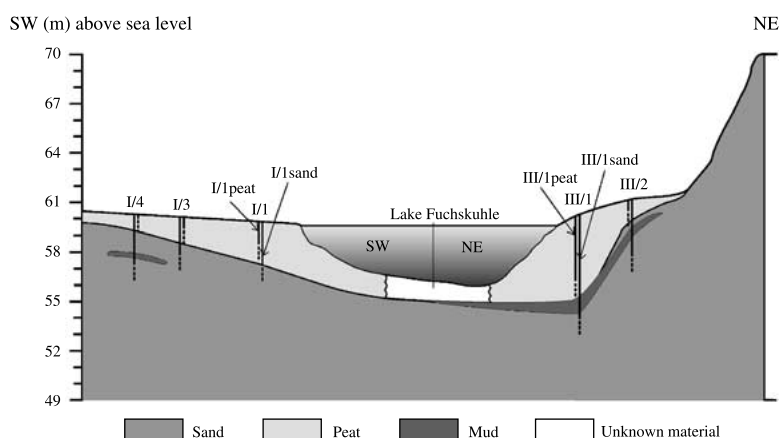 SW (m) above sea level
NE
70
67
64
61
58
55
52
49
I/4
I/3
I/1peat
I/1
I/1sand
Lake Fuchskuhle
SW
NE
III/1peat
III/1sand
III/1
III/2
Sand
Peat
Mud
Unknown material